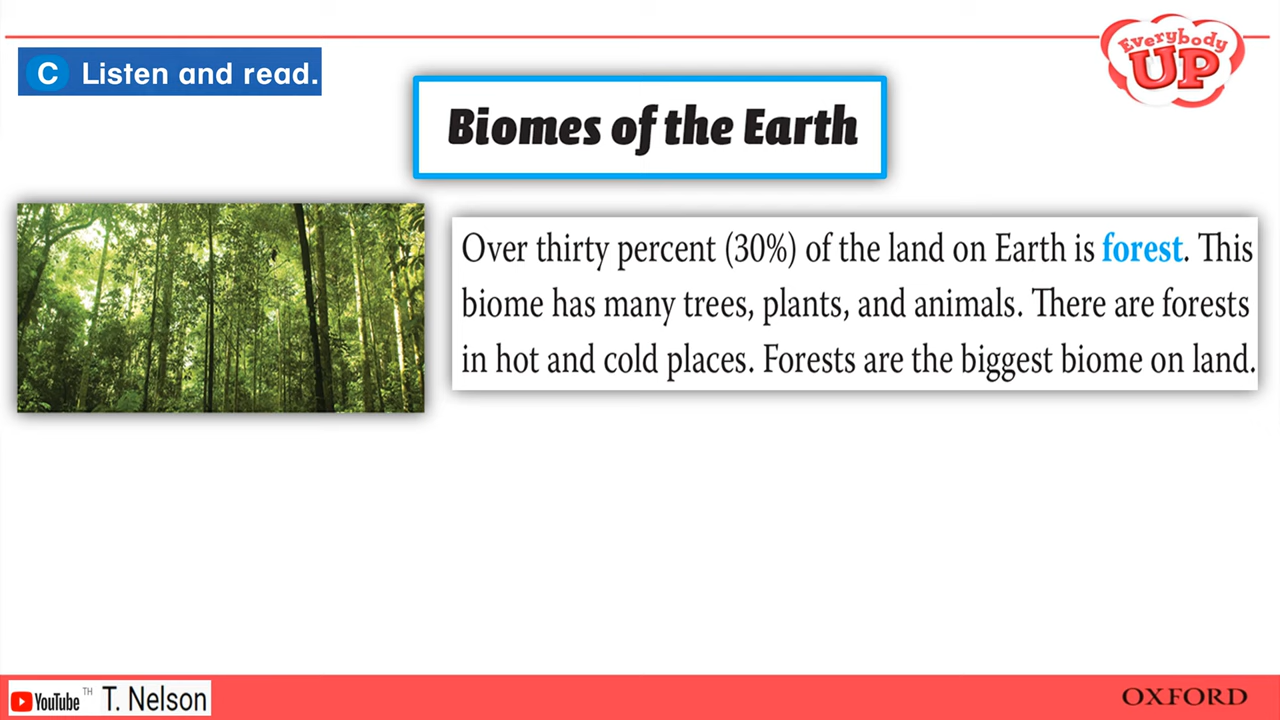 C Listen and read.
Everybody
UP
Biomes of the Earth
Over thirty percent (30%) of the land on Earth is forest. This
biome has many trees, plants, and animals. There are forests
in hot and cold places. Forests are the biggest biome on land.
YouTube TH T. Nelson
OXFORD